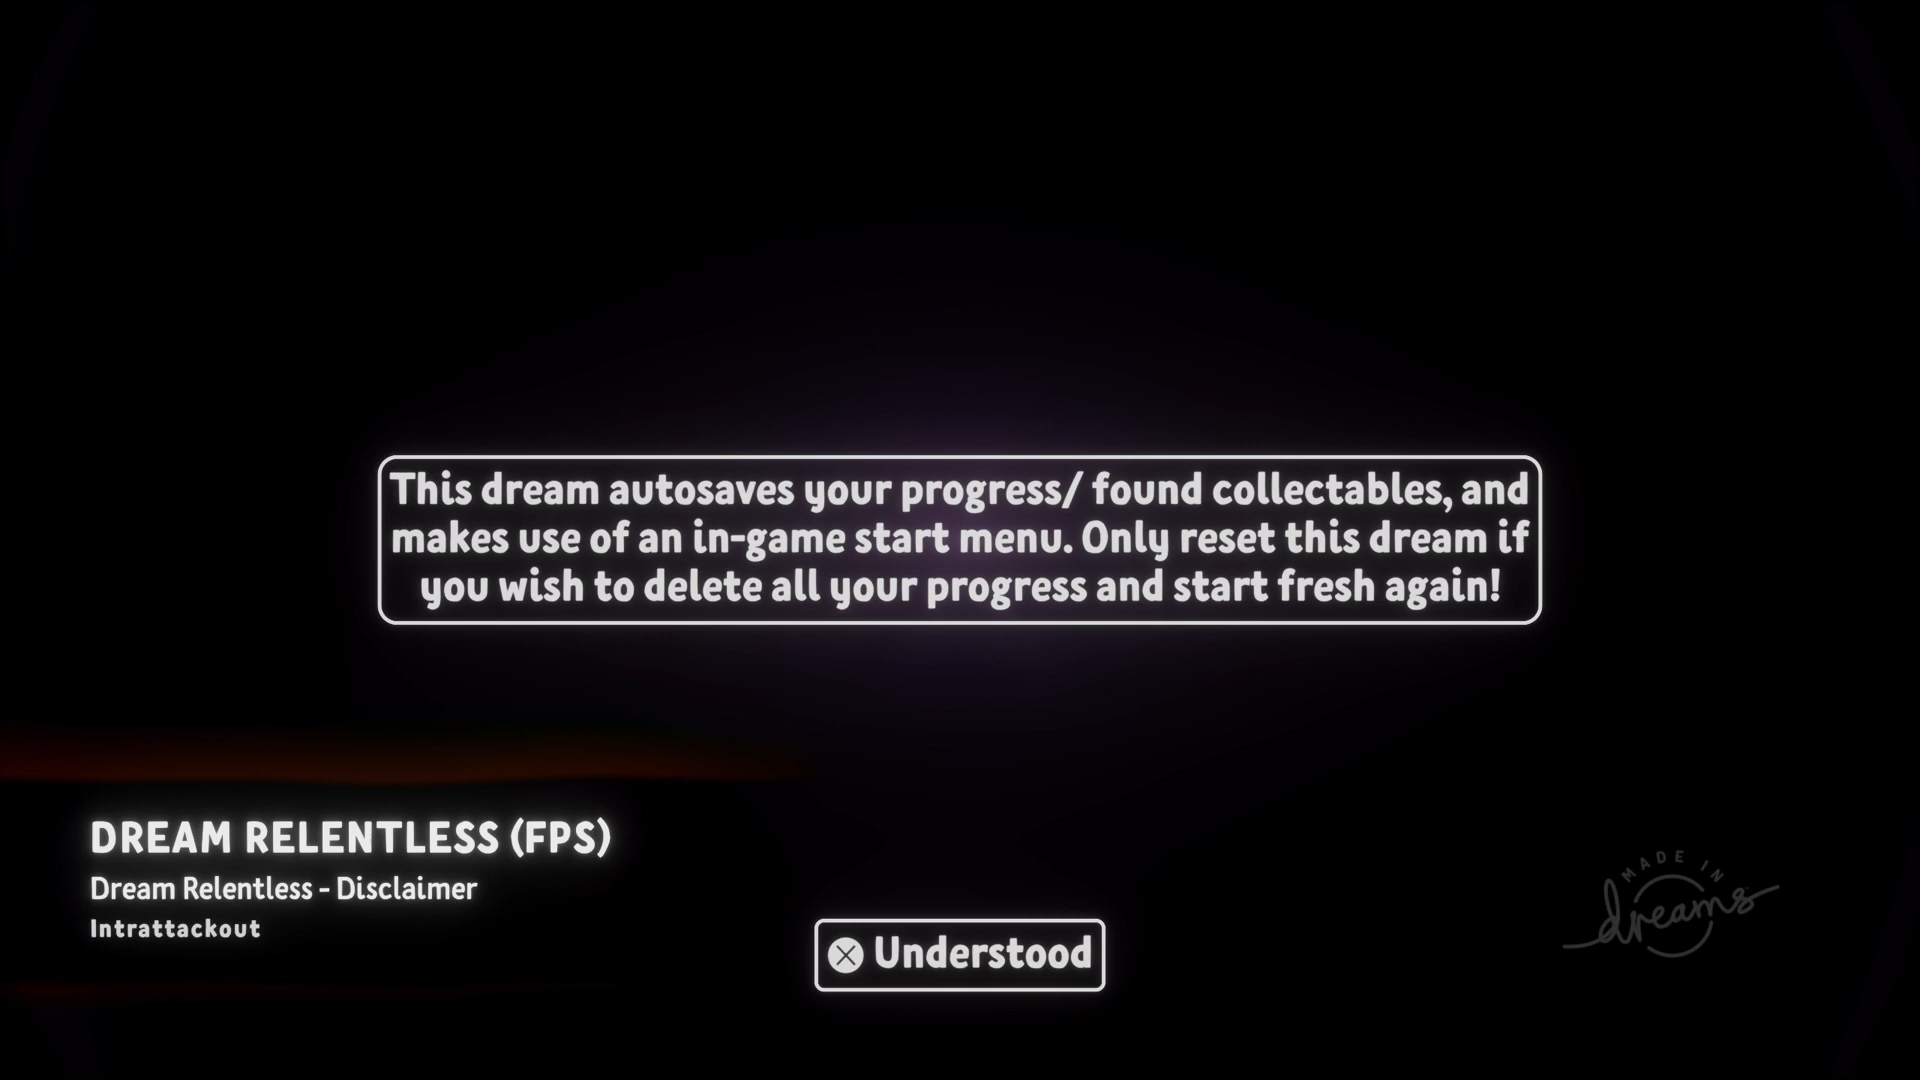 This dream autosaves your progress/ found collectables, and
makes use of an in-game start menu. Only reset this dream if
you wish to delete all your progress and start fresh again!
DREAM RELENTLESS (FPS)
Dream Relentless - Disclaimer
Intrattackout
Understood
MADE IN
dreams